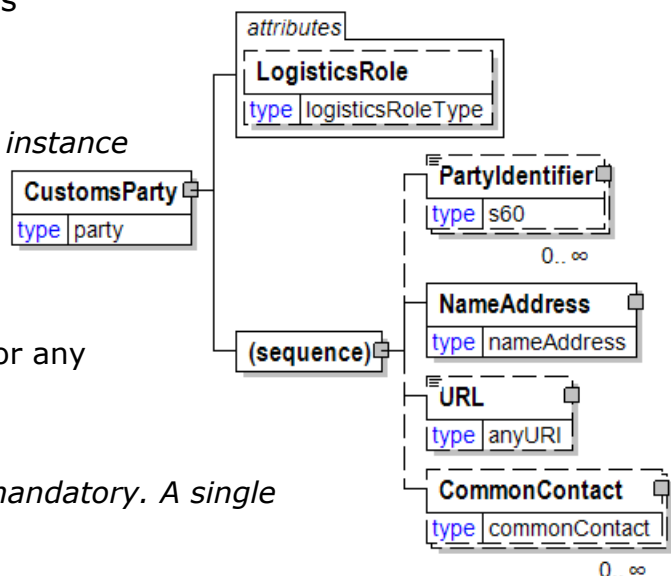 s
attributes
LogisticsRole
type logisticsRoleType
instance
CustomsParty
type party
PartyIdentifier
type s60
0.. ∞
NameAddress
type nameAddress
or any
(sequence)
URL
type anyURI
mandatory. A single
CommonContact
type commonContact
0.. ∞